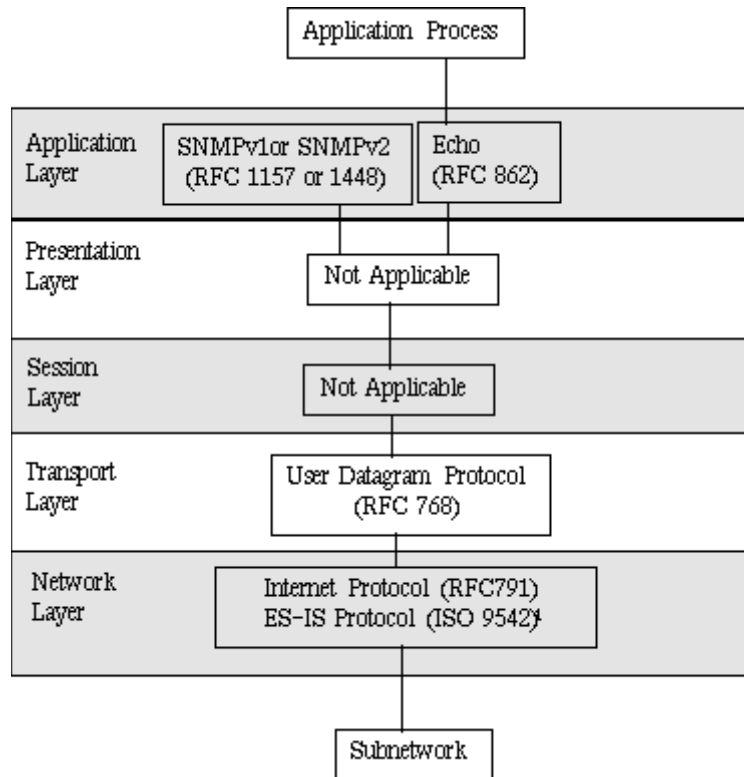 Application Process
Application
Layer
SNMPv1or SNMPv2
(RFC 1157 or 1448)
Echo
(RFC 862)
Presentation
Layer
Not Applicable
Session
Layer
Not Applicable
Transport
Layer
User Datagram Protocol
(RFC 768)
Network
Layer
Internet Protocol (RFC791)
ES-IS Protocol (ISO 9542)¹
Subnetwork